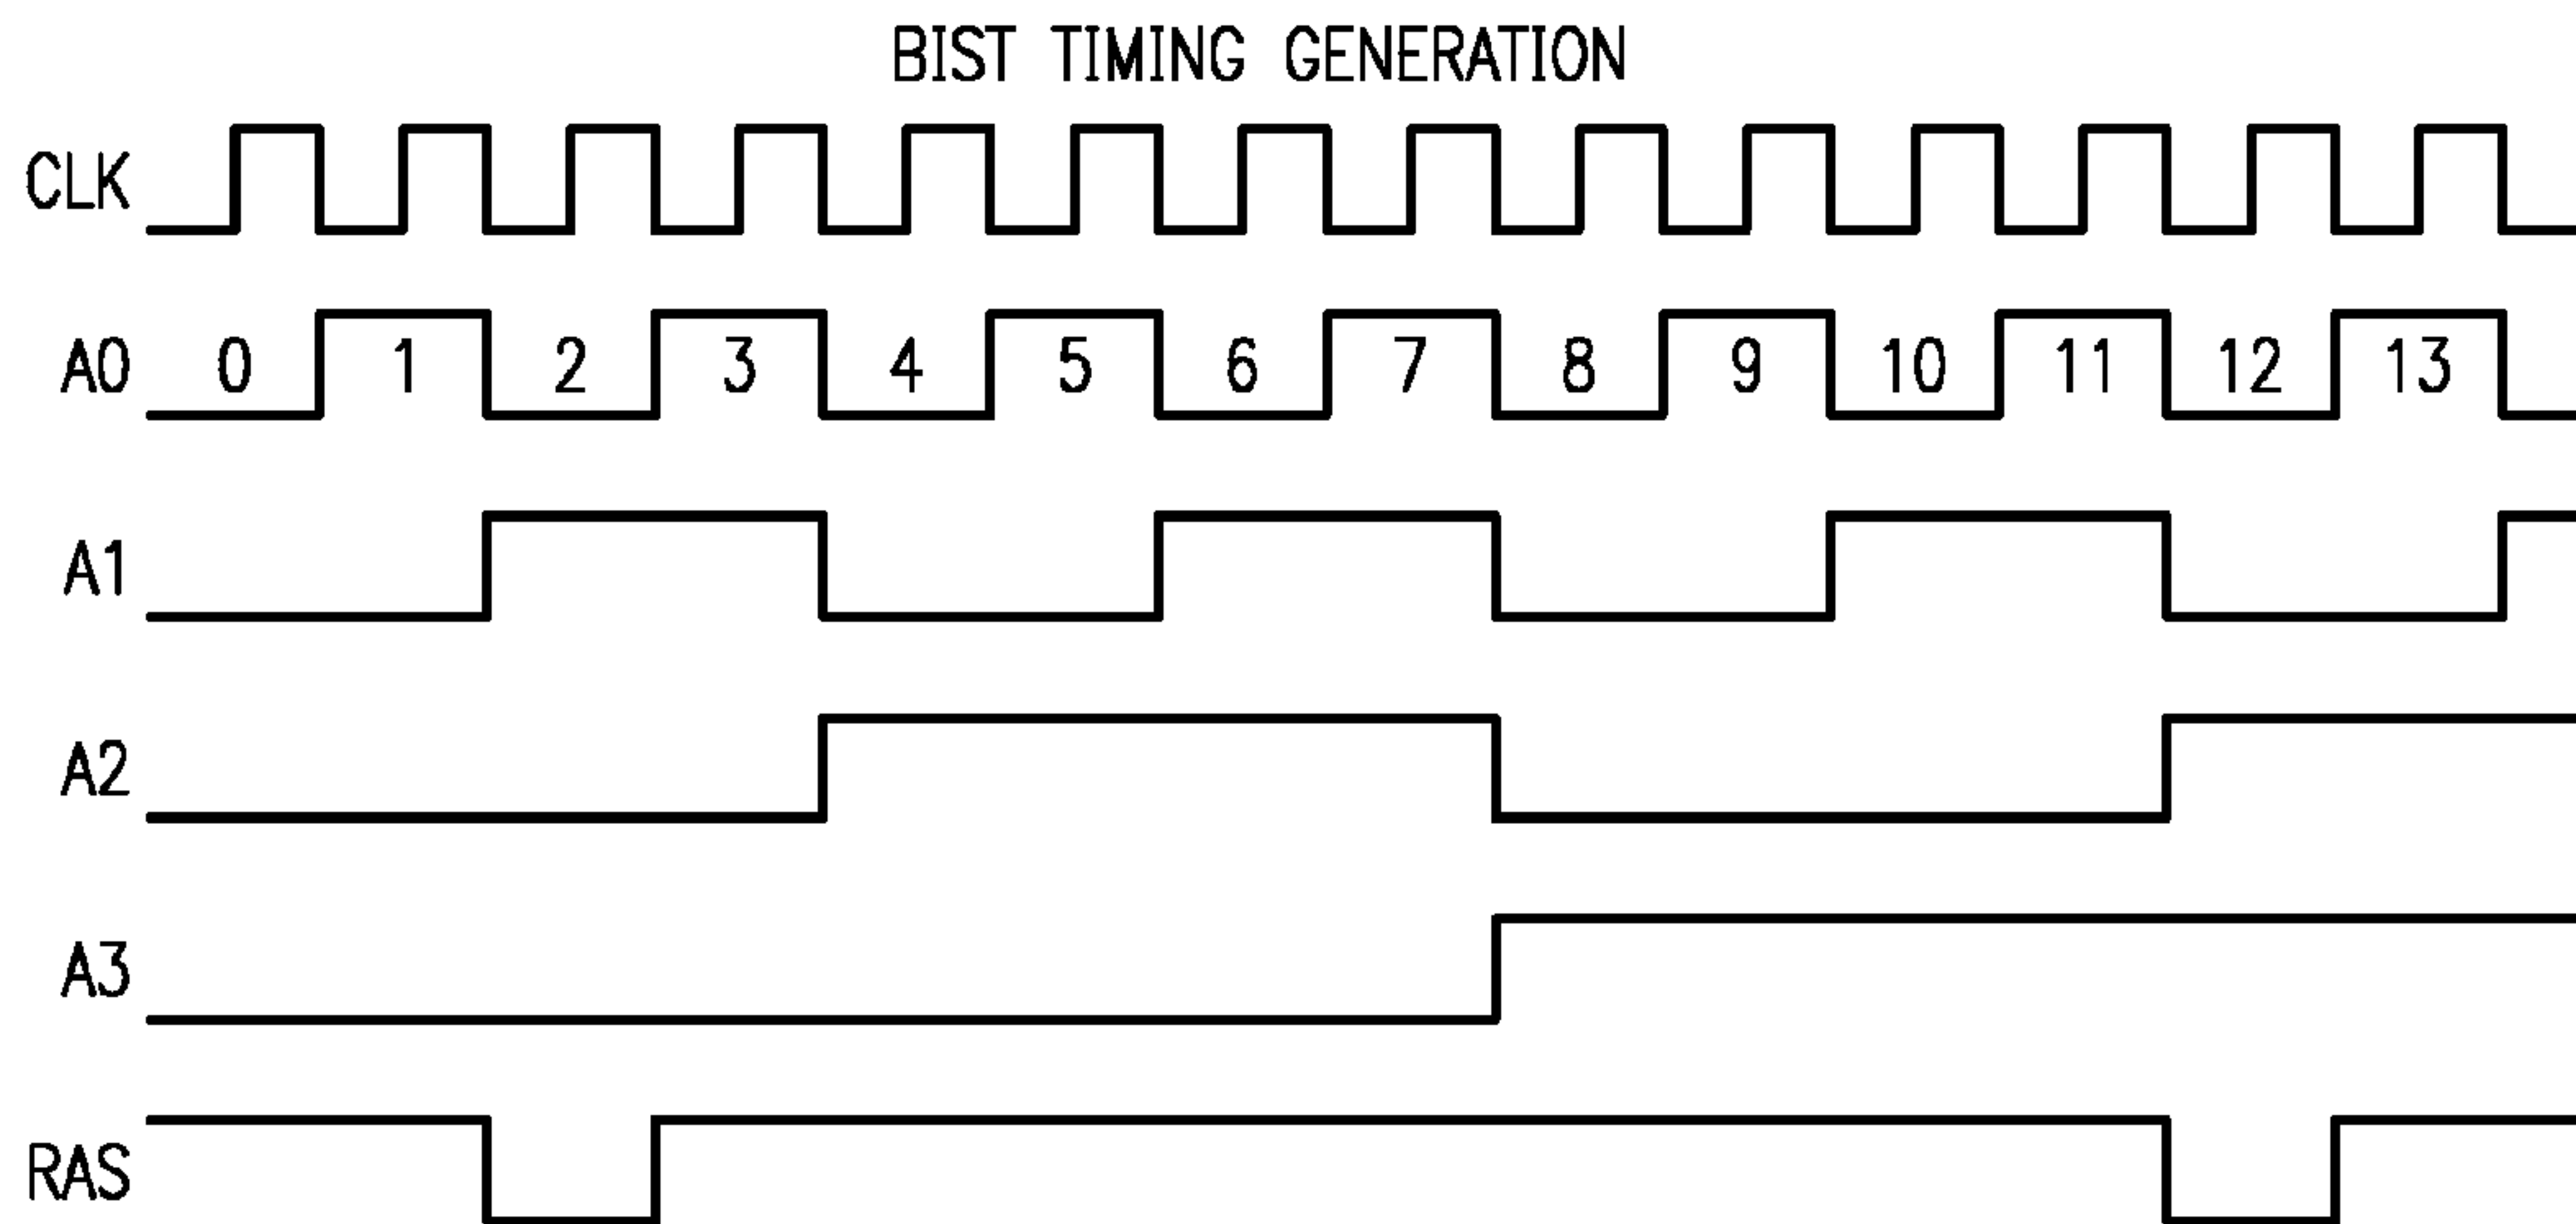 BIST TIMING GENERATION
CLK
A0 0 1 2 3 4 5 6 7 8 9 10 11 12 13
A1
A2
A3
RAS